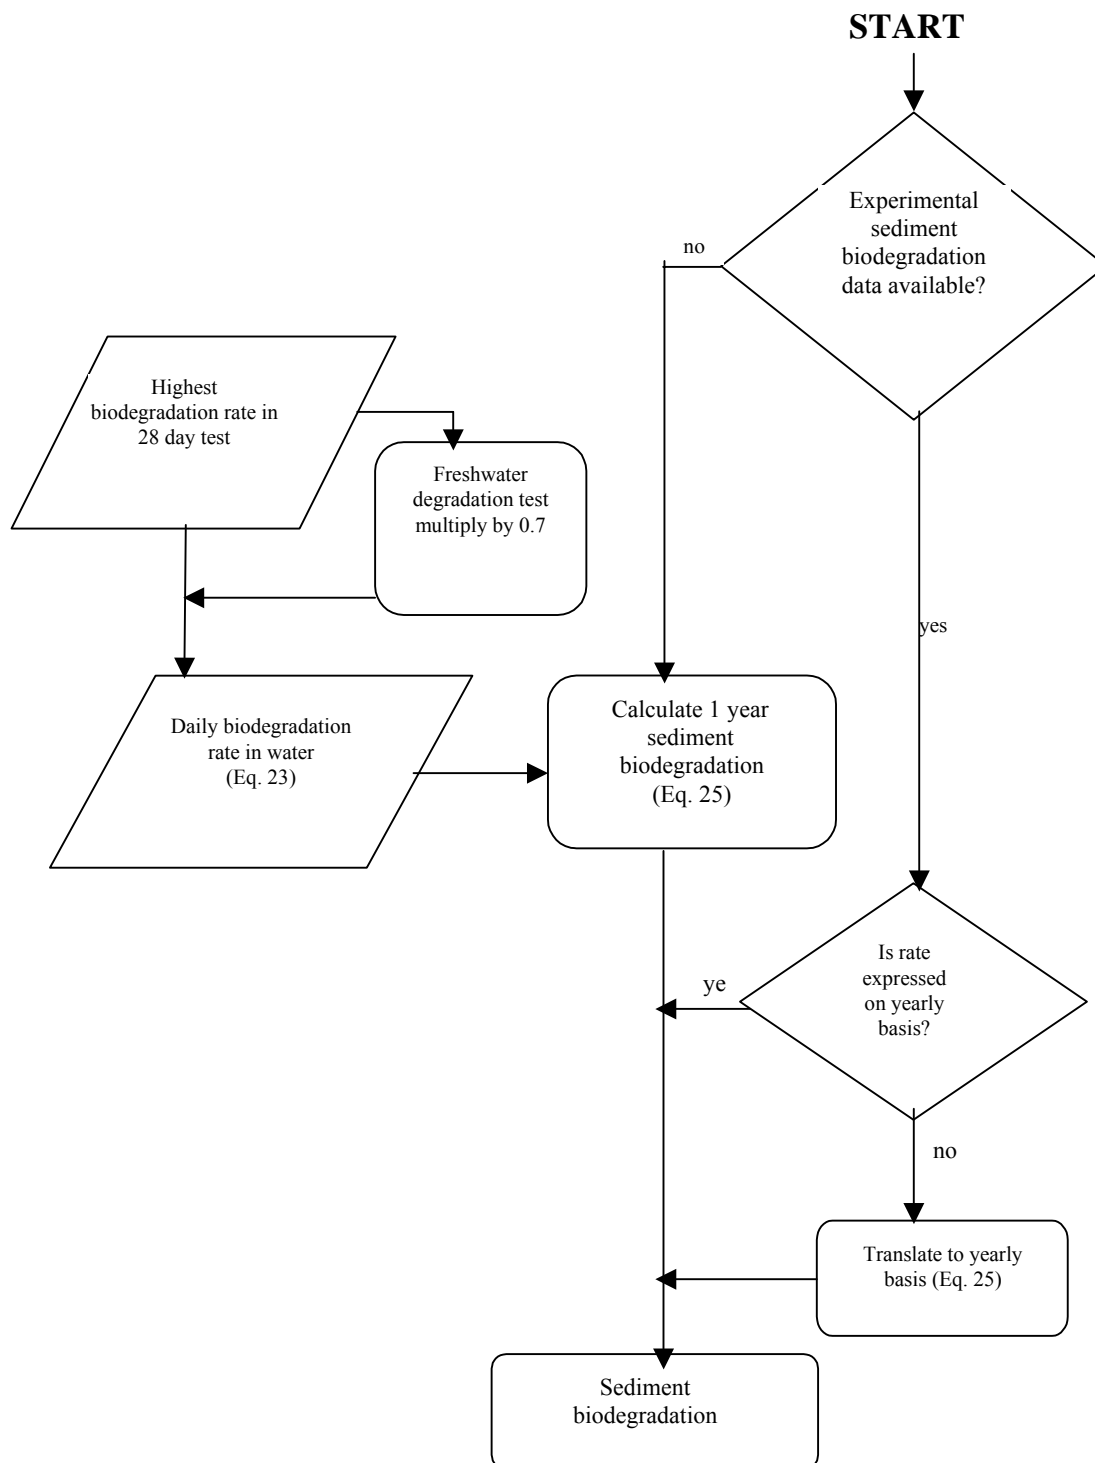 START
Experimental
sediment
biodegradation
data available?
no
Highest
biodegradation rate in
28 day test
Freshwater
degradation test
multiply by 0.7
yes
Daily biodegradation
rate in water
(Eq. 23)
Calculate 1 year
sediment
biodegradation
(Eq. 25)
Is rate
expressed
on yearly
basis?
ye
no
Translate to yearly
basis (Eq. 25)
Sediment
biodegradation